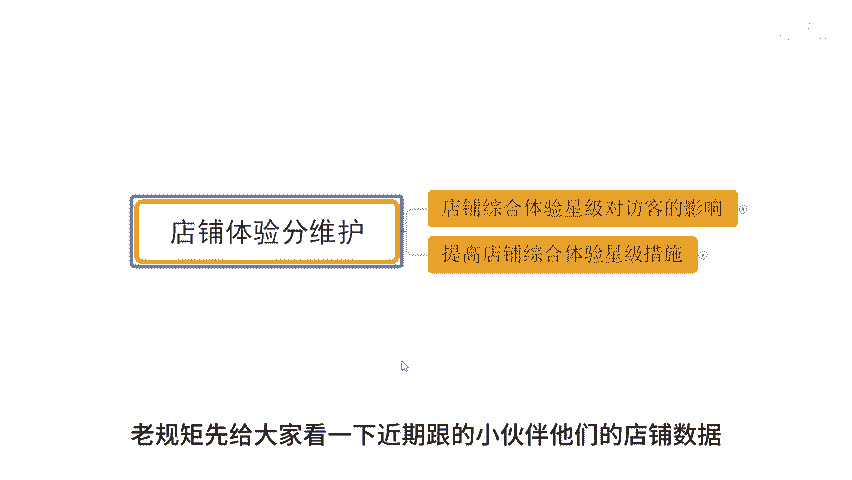 店铺综合体验星级对访客的影响
店铺体验分维护
提高店铺综合体验星级措施
老规矩先给大家看一下近期跟的小伙伴他们的店铺数据